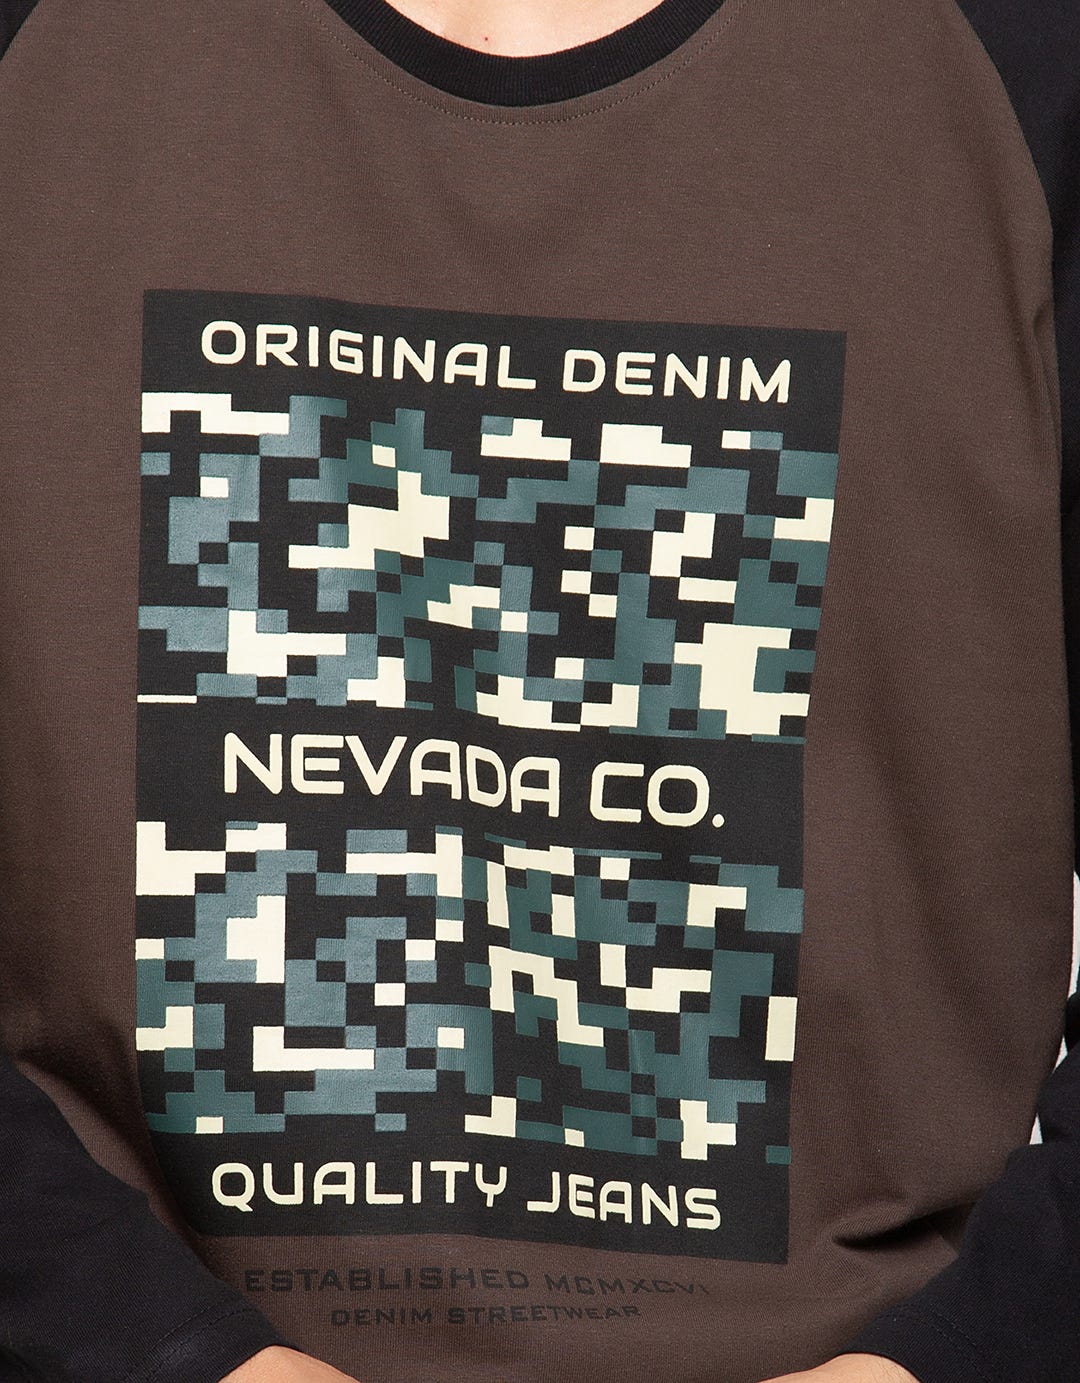 ORIGINAL DENIM
NEVADA CO.
QUALITY JEANS
ESTABLISHED MCMXCVI
DENIM STREETWEAR